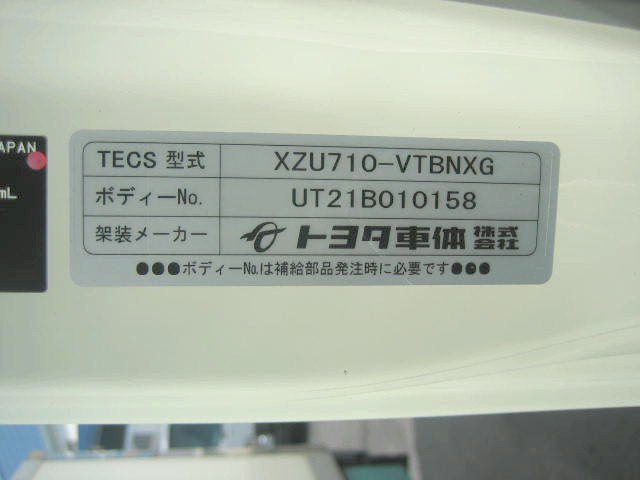 JAPAN
mL
TECS 型式 XZU710-VTBNXG
ボディーNo. UT21B010158
架装メーカー トヨタ車体株式会社
●●●ボディーNo.は補給部品発注時に必要です●●●